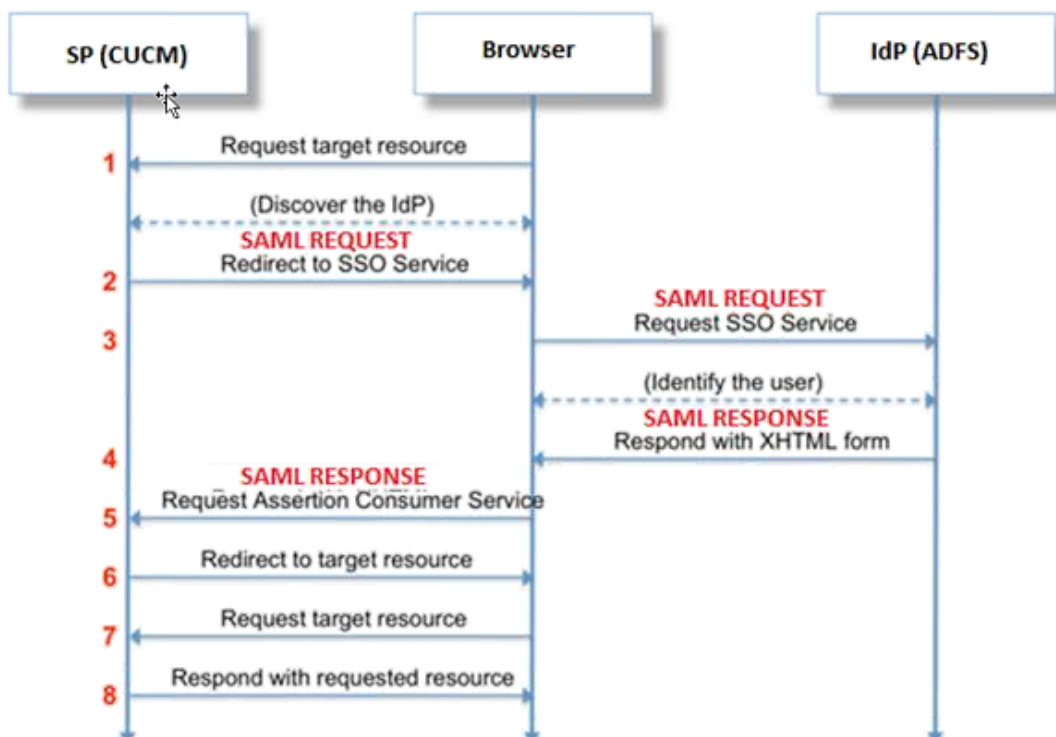 SP (CUCM)
Browser
IdP (ADFS)
1
Request target resource
(Discover the IdP)
SAML REQUEST
2
Redirect to SSO Service
SAML REQUEST
3
Request SSO Service
(Identify the user)
SAML RESPONSE
4
Respond with XHTML form
SAML RESPONSE
5
Request Assertion Consumer Service
6
Redirect to target resource
7
Request target resource
8
Respond with requested resource